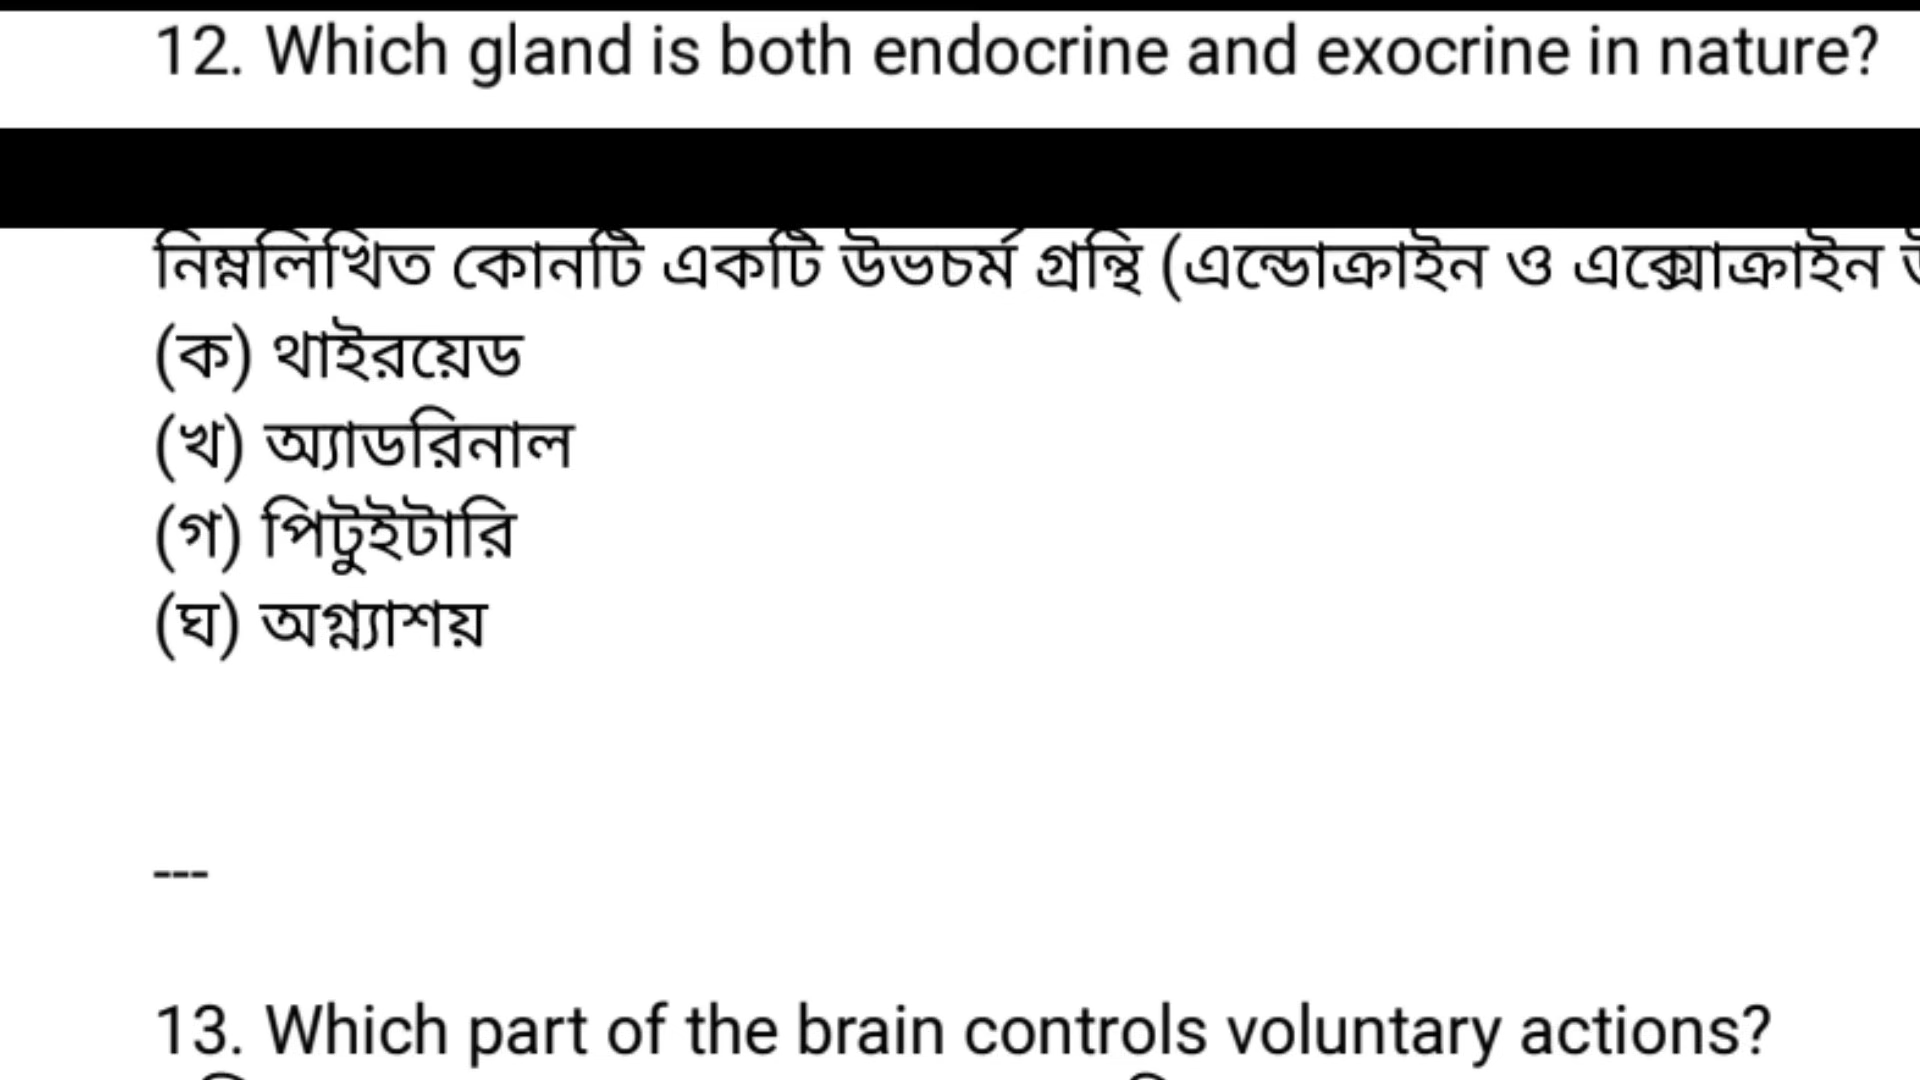 12. Which gland is both endocrine and exocrine in nature?
নিম্নলিখিত কোনটি একটি উভচর্ম গ্রন্থি (এন্ডোক্রাইন ও এক্সোক্রাইন
(ক) থাইরয়েড
(খ) অ্যাডরিনাল
(গ) পিটুইটারি
(ঘ) অগ্ন্যাশয়
---
13. Which part of the brain controls voluntary actions?